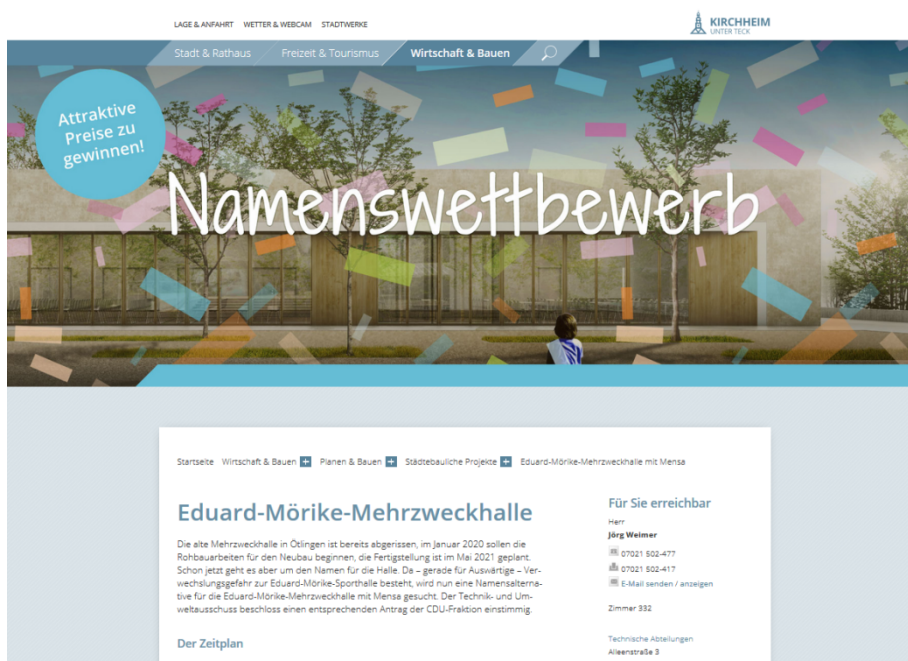 LAGE & ANFAHRT WETTER & WEBCAM STADTWERKE
KIRCHHEIM
UNTER TECK
Stadt & Rathaus Freizeit & Tourismus Wirtschaft & Bauen
Attraktive
Preise zu
gewinnen!
Namenswettbewerb
Startseite Wirtschaft & Bauen + Planen & Bauen + Städtebauliche Projekte + Eduard-Mörike-Mehrzweckhalle mit Mensa
Eduard-Mörike-Mehrzweckhalle
Die alte Mehrzweckhalle in Ötlingen ist bereits abgerissen, im Januar 2020 sollen die
Rohbauarbeiten für den Neubau beginnen, die Fertigstellung ist im Mai 2021 geplant.
Schon jetzt geht es aber um den Namen für die Halle. Da – gerade für Auswärtige – Ver-
wechslungsgefahr zur Eduard-Mörike-Sporthalle besteht, wird nun eine Namensalterna-
tive für die Eduard-Mörike-Mehrzweckhalle mit Mensa gesucht. Der Technik- und Um-
weltausschuss beschloss einen entsprechenden Antrag der CDU-Fraktion einstimmig.
Der Zeitplan
Für Sie erreichbar
Herr
Jörg Weimer
07021 502-477
07021 502-417
E-Mail senden / anzeigen
Zimmer 332
Technische Abteilungen
Alleenstraße 3